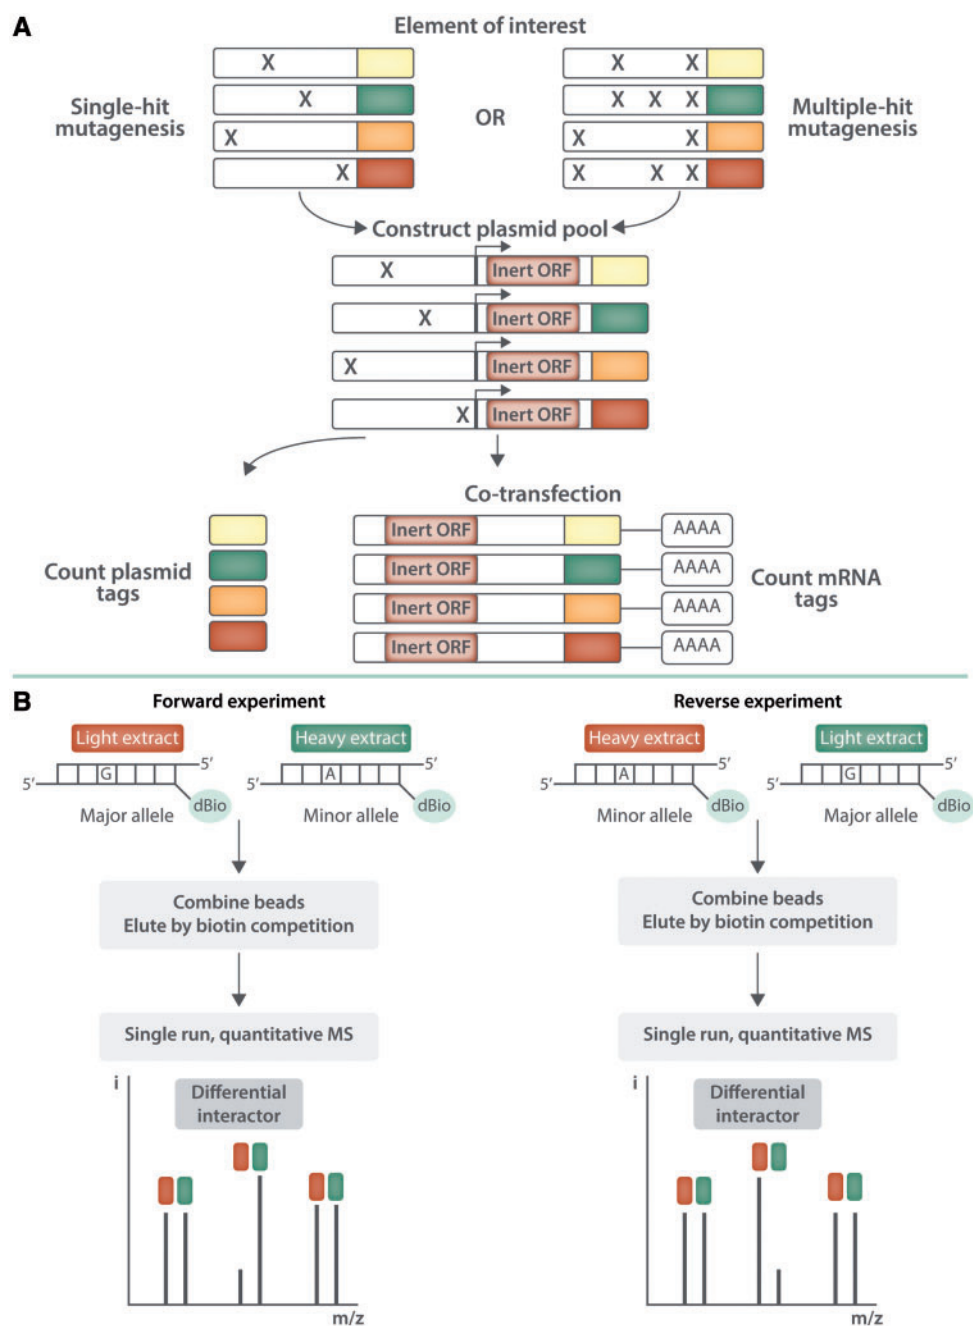 A
Element of interest
Single-hit
mutagenesis
X
X
X
X
OR
X X
X X X
X X
X X X
Multiple-hit
mutagenesis
Construct plasmid pool
X Inert ORF
X Inert ORF
X Inert ORF
X Inert ORF
Co-transfection
Count plasmid
tags
Inert ORF AAAA
Inert ORF AAAA
Inert ORF AAAA
Inert ORF AAAA
Count mRNA
tags
B
Forward experiment
Light extract
5′ G 5′
dBio
Major allele
Heavy extract
5′ A 5′
dBio
Minor allele
Combine beads
Elute by biotin competition
Single run, quantitative MS
i
Differential
interactor
m/z
Reverse experiment
Heavy extract
5′ A 5′
dBio
Minor allele
Light extract
5′ G 5′
dBio
Major allele
Combine beads
Elute by biotin competition
Single run, quantitative MS
i
Differential
interactor
m/z